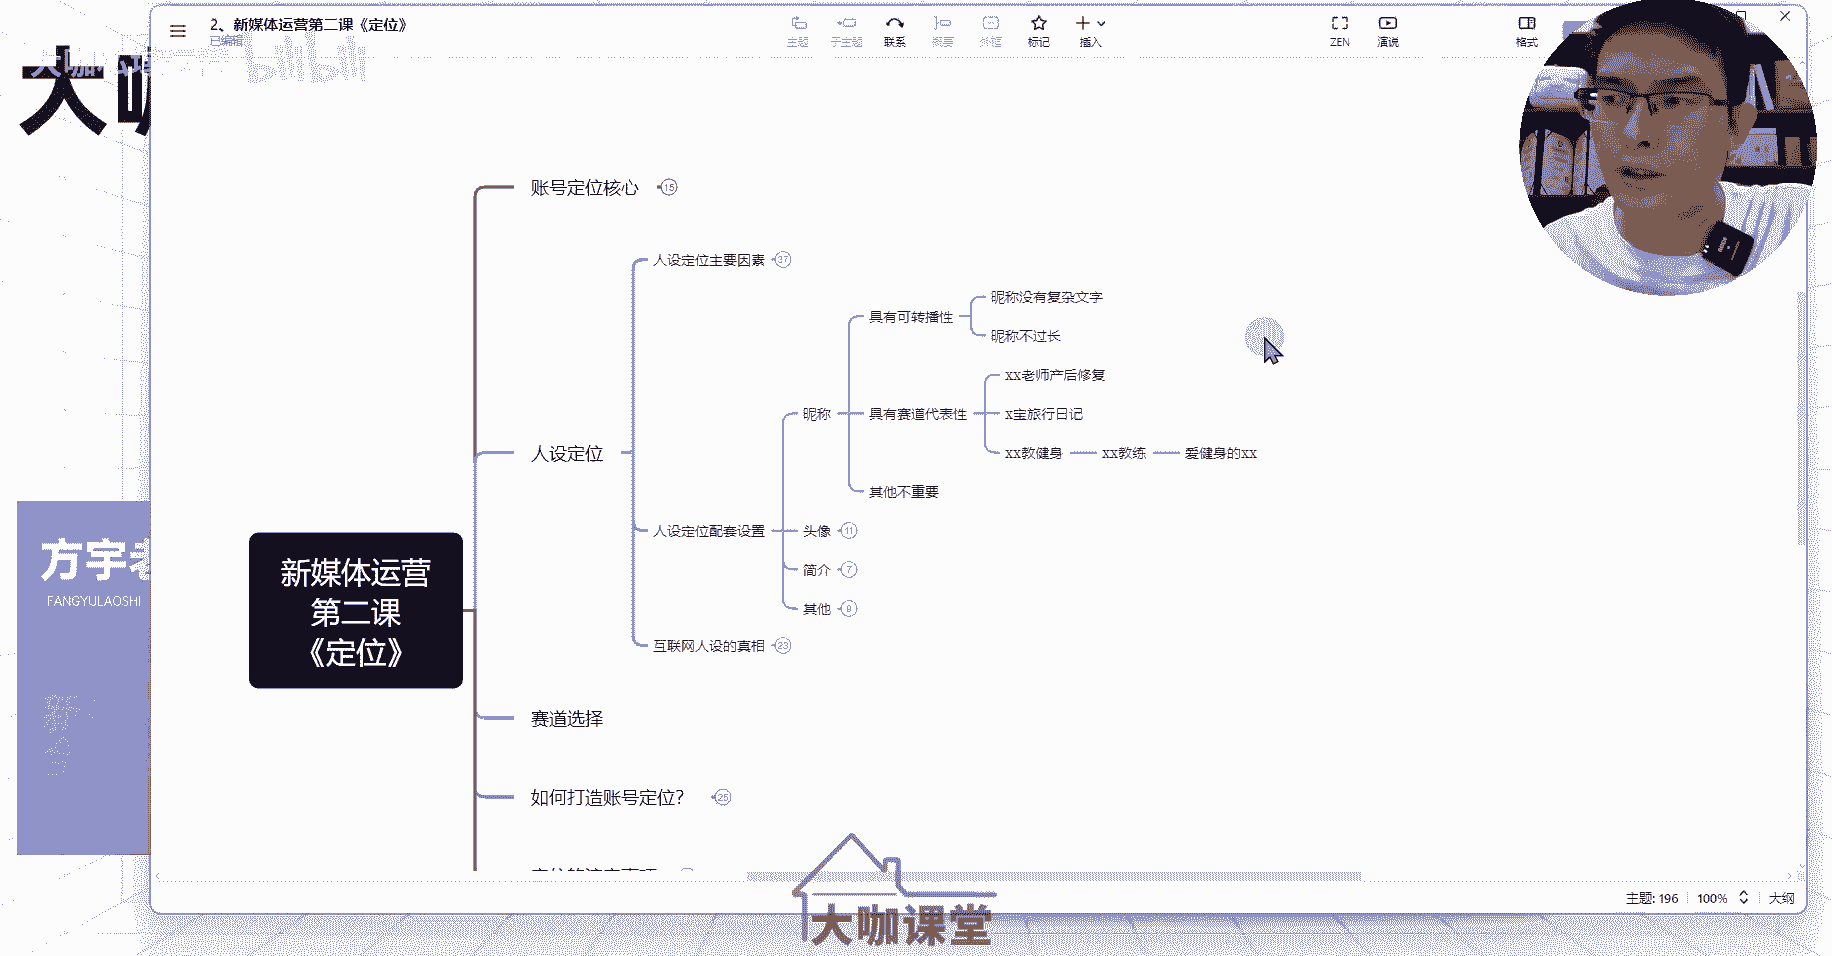 2、新媒体运营第二课《定位》
已编辑
主题
子主题
联系
概要
外框
标记
插入
ZEN
演说
格式
bilibili
大咖
账号定位核心 15
人设定位主要因素 37
昵称没有复杂文字
具有可转播性
昵称不过长
xx老师产后修复
昵称
具有赛道代表性
x宝旅行日记
人设定位
xx教健身
xx教练
爱健身的xx
其他不重要
人设定位配套设置
头像 11
简介 7
其他 9
互联网人设的真相 23
新媒体运营
第二课
《定位》
方宇老
FANGYULAOSHI
赛道选择
如何打造账号定位? 25
大咖课堂
主题: 196
100%
大纲